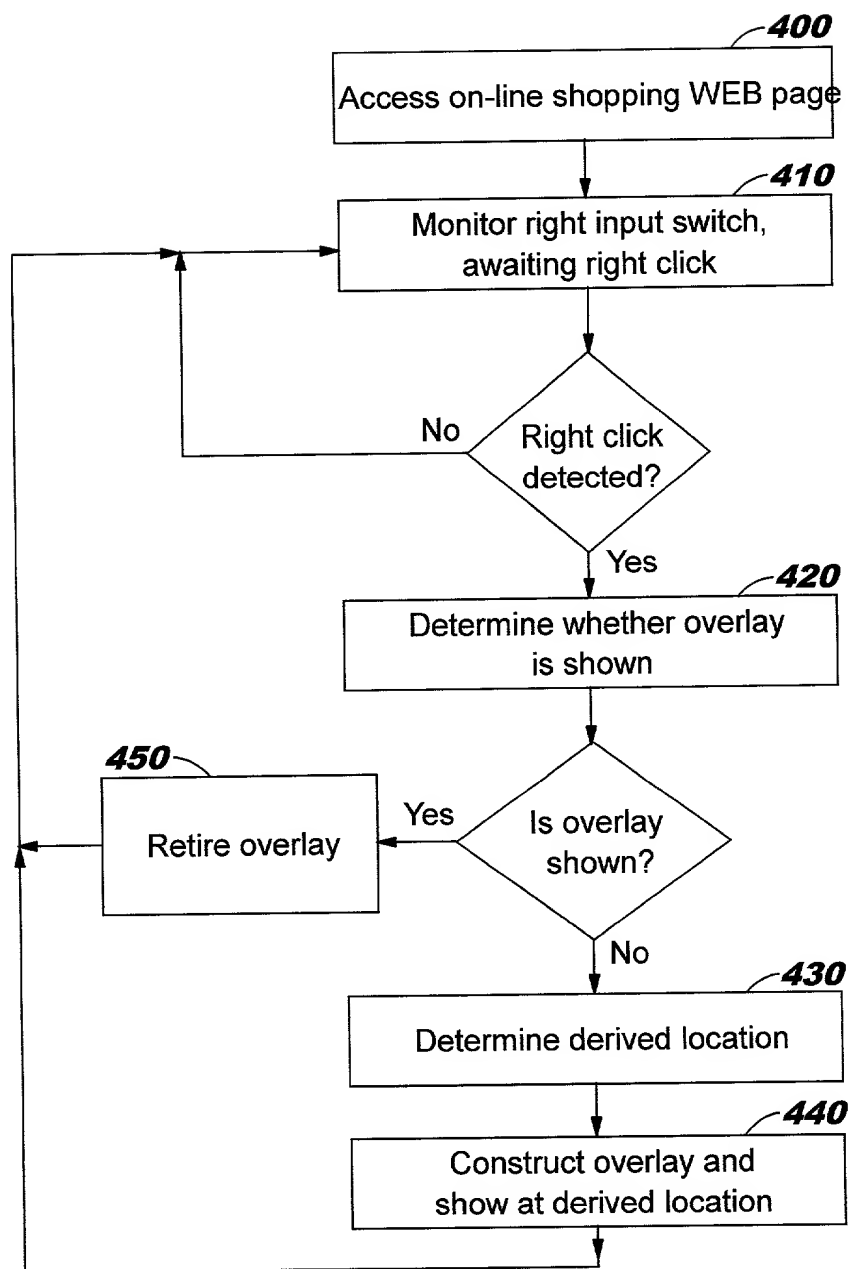 400
Access on-line shopping WEB page
410
Monitor right input switch,
awaiting right click
No
Right click
detected?
Yes
420
Determine whether overlay
is shown
450
Retire overlay
Yes
Is overlay
shown?
No
430
Determine derived location
440
Construct overlay and
show at derived location